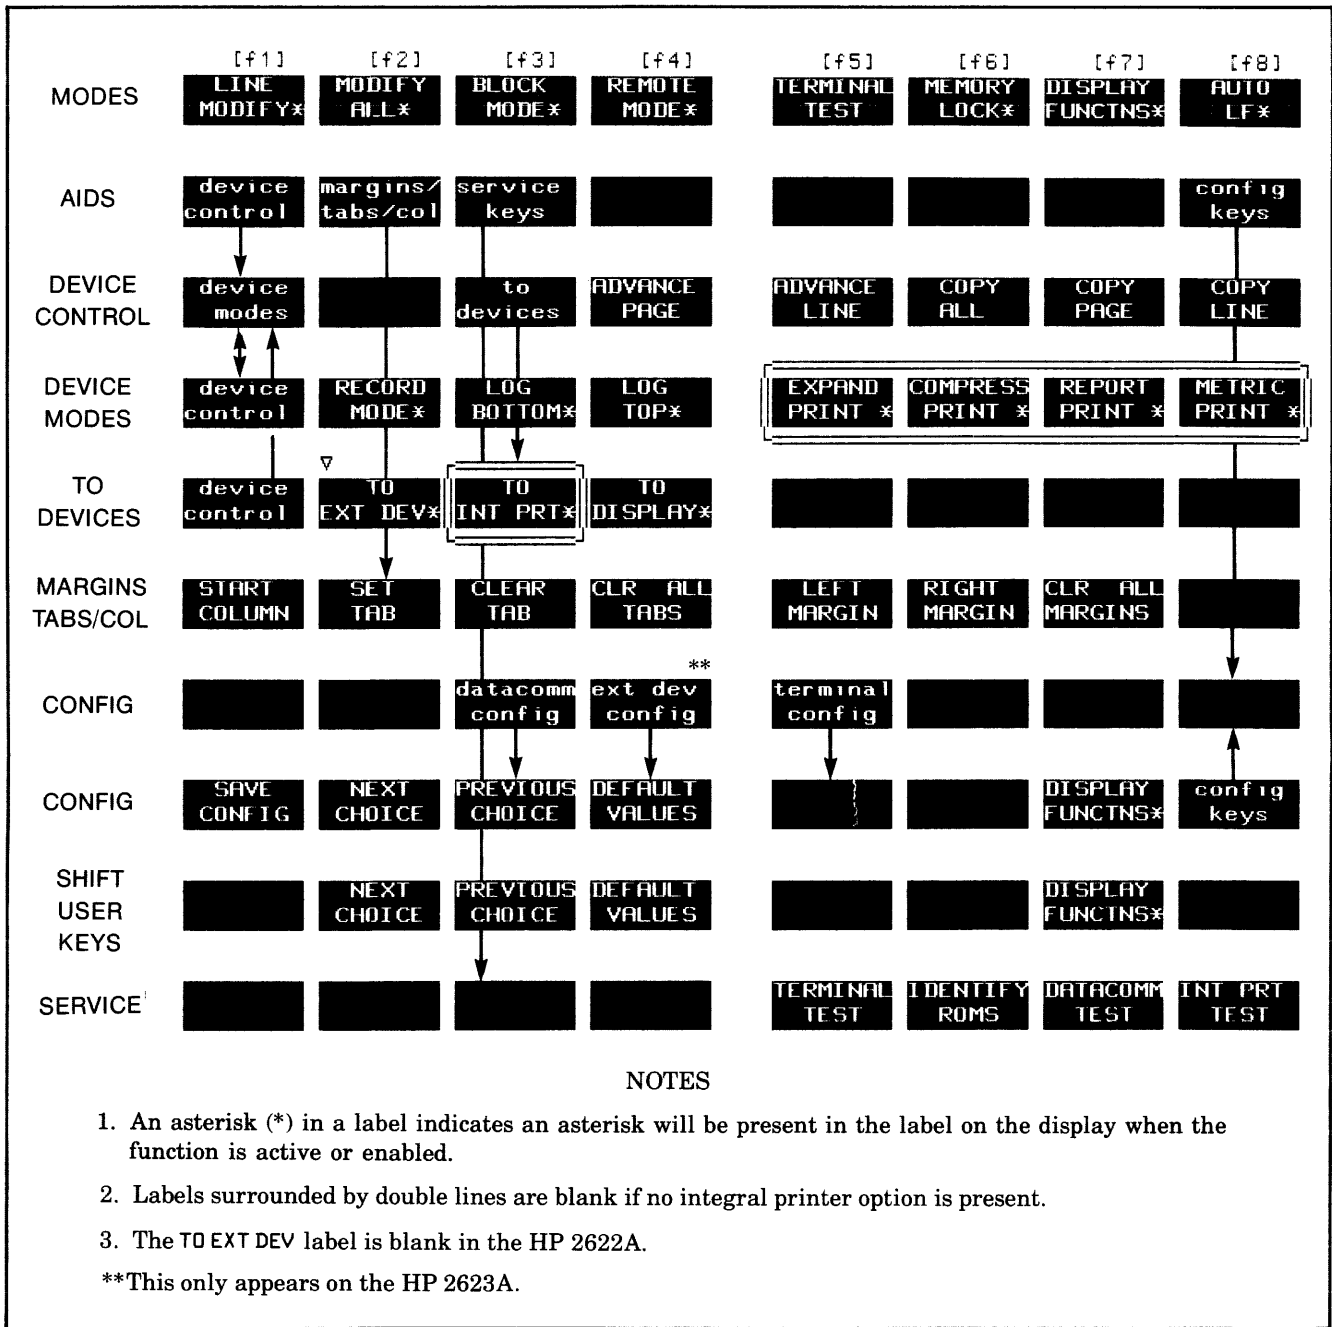 [f1] [f2] [f3] [f4] [f5] [f6] [f7] [f8]
MODES
LINE MODIFY*
MODIFY ALL*
BLOCK MODE*
REMOTE MODE*
TERMINAL TEST
MEMORY LOCK*
DISPLAY FUNCTNS*
AUTO LF*
AIDS
device control
margins/ tabs/col
service keys
config keys
DEVICE CONTROL
device modes
to devices
ADVANCE PAGE
ADVANCE LINE
COPY ALL
COPY PAGE
COPY LINE
DEVICE MODES
device control
RECORD MODE*
LOG BOTTOM*
LOG TOP*
EXPAND PRINT *
COMPRESS PRINT *
REPORT PRINT *
METRIC PRINT *
TO DEVICES
device control
TO EXT DEV*
TO INT PRT*
TO DISPLAY*
MARGINS TABS/COL
START COLUMN
SET TAB
CLEAR TAB
CLR ALL TABS
LEFT MARGIN
RIGHT MARGIN
CLR ALL MARGINS
**
CONFIG
datacomm config
ext dev config
terminal config
CONFIG
SAVE CONFIG
NEXT CHOICE
PREVIOUS CHOICE
DEFAULT VALUES
DISPLAY FUNCTNS*
config keys
SHIFT USER KEYS
NEXT CHOICE
PREVIOUS CHOICE
DEFAULT VALUES
DISPLAY FUNCTNS*
SERVICE
TERMINAL TEST
IDENTIFY ROMS
DATACOMM TEST
INT PRT TEST
NOTES
1. An asterisk (*) in a label indicates an asterisk will be present in the label on the display when the
function is active or enabled.
2. Labels surrounded by double lines are blank if no integral printer option is present.
3. The TO EXT DEV label is blank in the HP 2622A.
**This only appears on the HP 2623A.